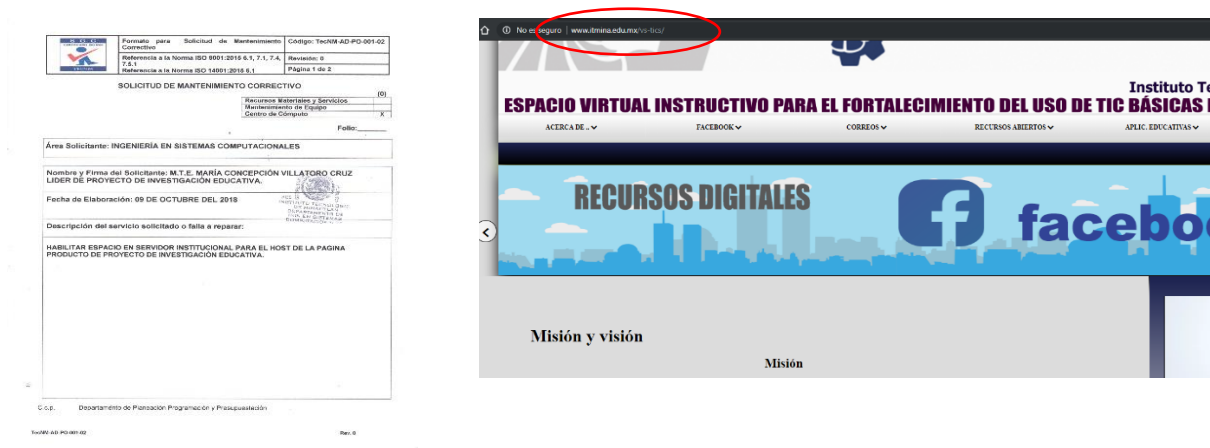 S G C
Formato para Solicitud de Mantenimiento
Correctivo
Código: TecNM-AD-PO-001-02
Referencia a la Norma ISO 9001:2015 6.1, 7.1, 7.4,
7.5.1
Revisión: 0
Referencia a la Norma ISO 14001:2015 6.1
Página 1 de 2
SOLICITUD DE MANTENIMIENTO CORRECTIVO
(0)
Recursos Materiales y Servicios
Mantenimiento de Equipo
Centro de Cómputo X
Folio:______
Área Solicitante: INGENIERÍA EN SISTEMAS COMPUTACIONALES
Nombre y Firma del Solicitante: M.T.E. MARÍA CONCEPCIÓN VILLATORO CRUZ
LIDER DE PROYECTO DE INVESTIGACIÓN EDUCATIVA.
Fecha de Elaboración: 09 DE OCTUBRE DEL 2018
Descripción del servicio solicitado o falla a reparar:
HABILITAR ESPACIO EN SERVIDOR INSTITUCIONAL PARA EL HOST DE LA PAGINA
PRODUCTO DE PROYECTO DE INVESTIGACIÓN EDUCATIVA.
C.c.p. Departamento de Planeación Programación y Presupuestación
TecNM-AD-PO-001-02 Rev. 0
No es seguro | www.itmina.edu.mx/vs-tics/
Instituto Te
ESPACIO VIRTUAL INSTRUCTIVO PARA EL FORTALECIMIENTO DEL USO DE TIC BÁSICAS
ACERCA DE .. FACEBOOK CORREOS RECURSOS ABIERTOS APLIC. EDUCATIVAS
RECURSOS DIGITALES
f faceboo
Misión y visión
Misión